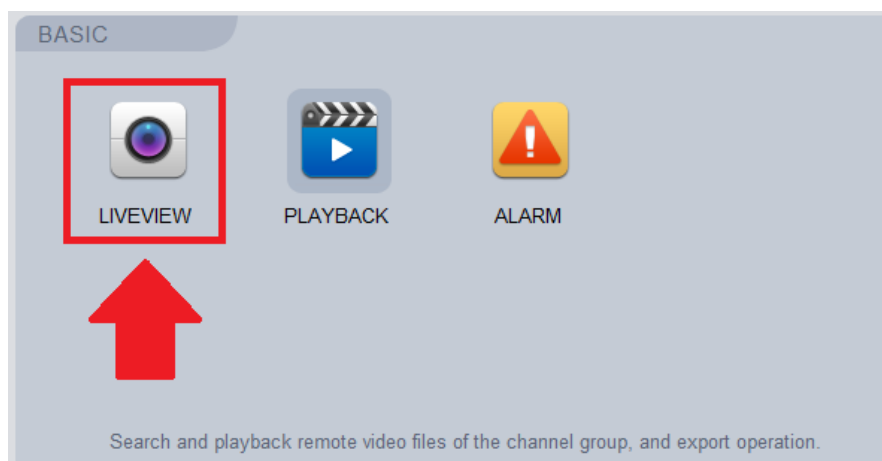 BASIC
LIVEVIEW PLAYBACK ALARM
Search and playback remote video files of the channel group, and export operation.